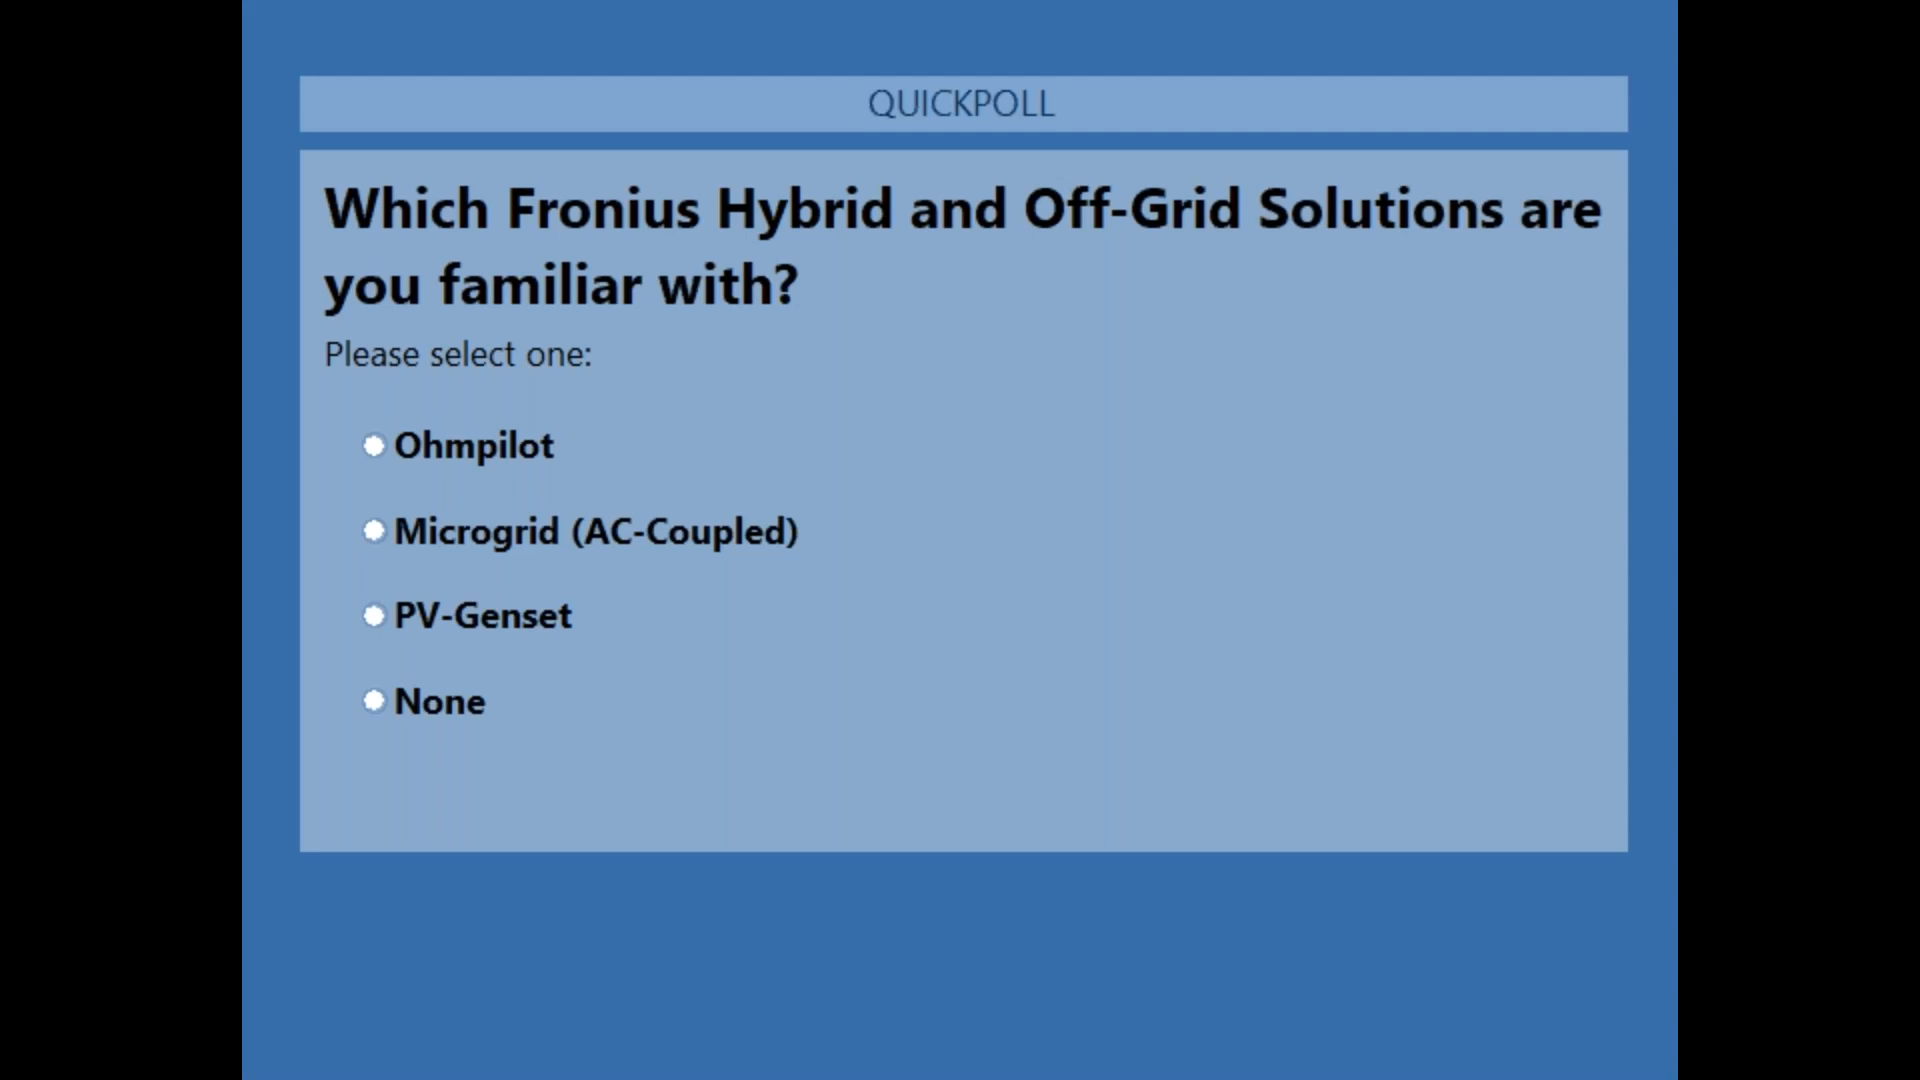 QUICKPOLL
Which Fronius Hybrid and Off-Grid Solutions are
you familiar with?
Please select one:
Ohmpilot
Microgrid (AC-Coupled)
PV-Genset
None